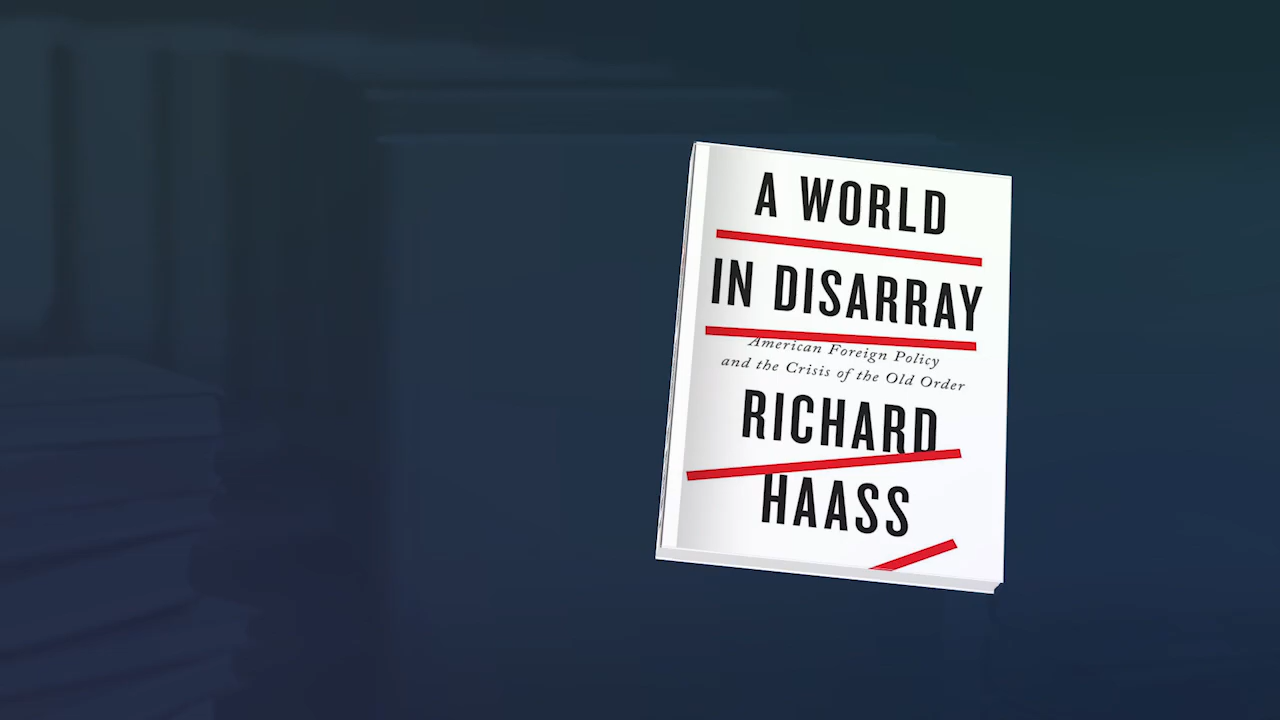 A WORLD
IN DISARRAY
American Foreign Policy
and the Crisis of the Old Order
RICHARD
HAASS